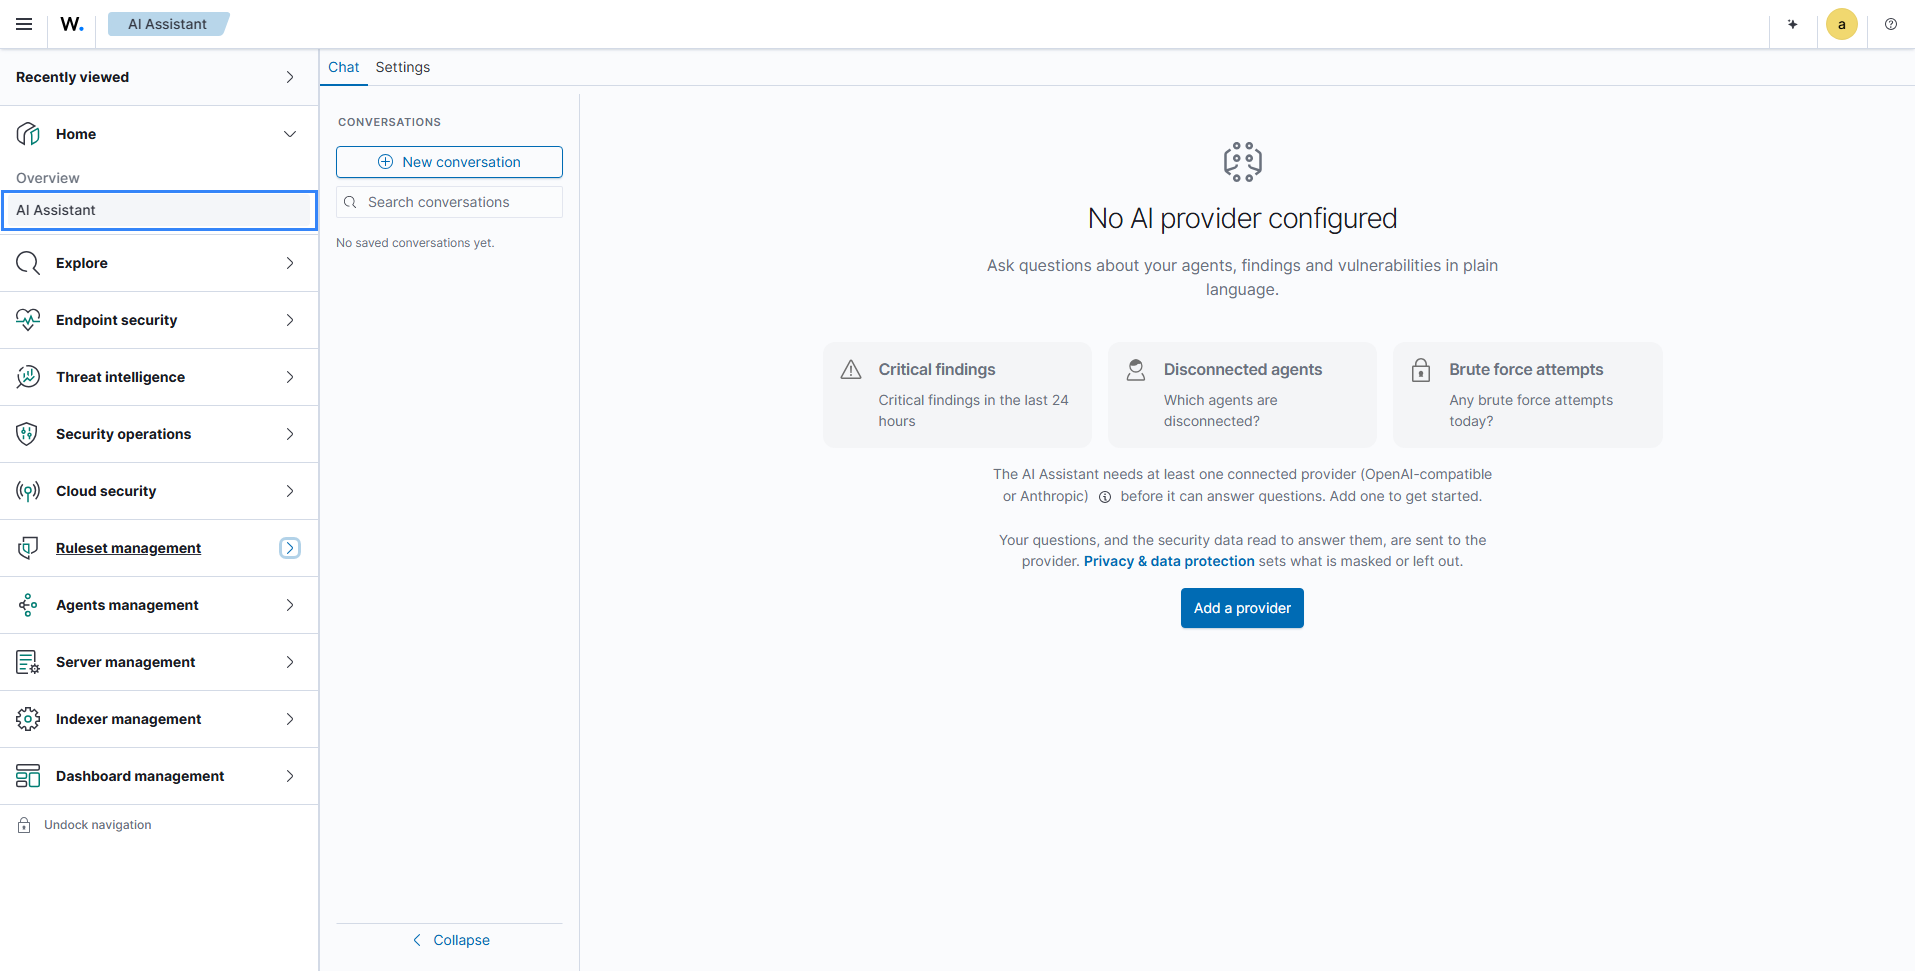 W.
AI Assistant
a
Recently viewed
Home
Overview
AI Assistant
Explore
Endpoint security
Threat intelligence
Security operations
Cloud security
Ruleset management
Agents management
Server management
Indexer management
Dashboard management
Undock navigation
Chat
Settings
CONVERSATIONS
New conversation
Search conversations
No saved conversations yet.
Collapse
No AI provider configured
Ask questions about your agents, findings and vulnerabilities in plain
language.
Critical findings
Critical findings in the last 24
hours
Disconnected agents
Which agents are
disconnected?
Brute force attempts
Any brute force attempts
today?
The AI Assistant needs at least one connected provider (OpenAI-compatible
or Anthropic) before it can answer questions. Add one to get started.
Your questions, and the security data read to answer them, are sent to the
provider. Privacy & data protection sets what is masked or left out.
Add a provider